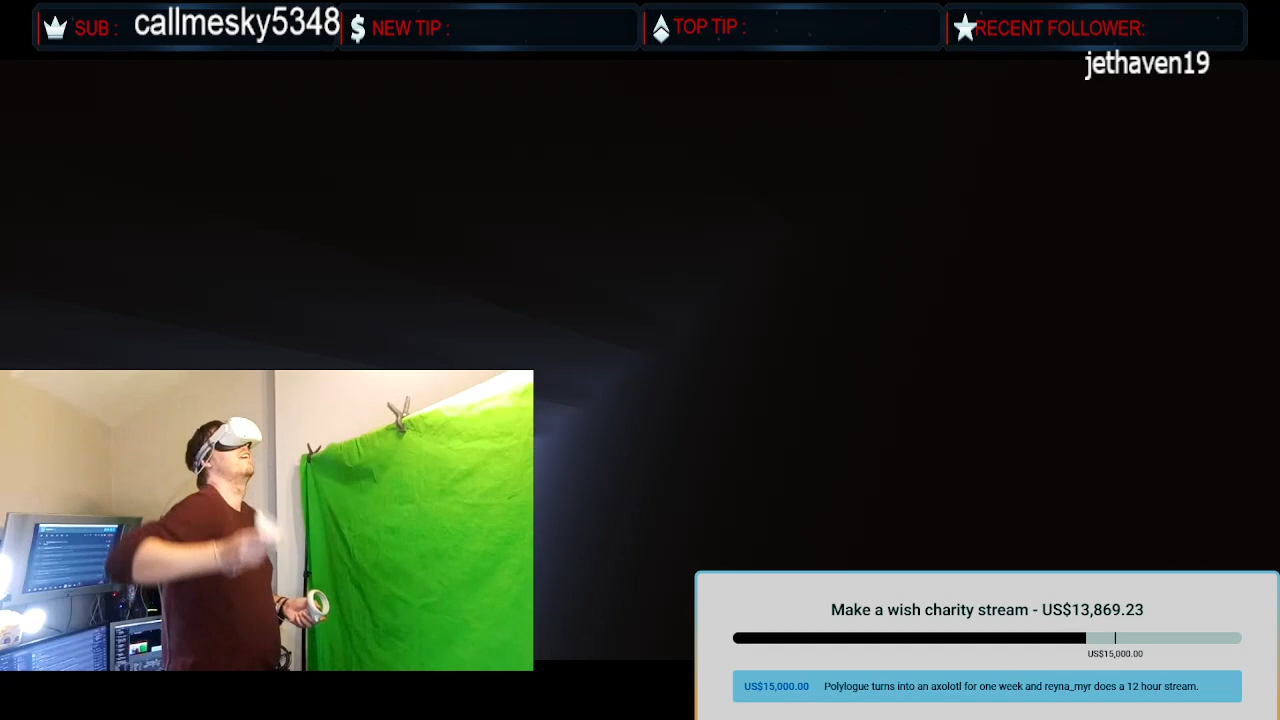 SUB : callmesky5348
NEW TIP :
TOP TIP :
RECENT FOLLOWER:
jethaven19
Make a wish charity stream - US$13,869.23
US$15,000.00
US$15,000.00 Polylogue turns into an axolotl for one week and reyna_myr does a 12 hour stream.